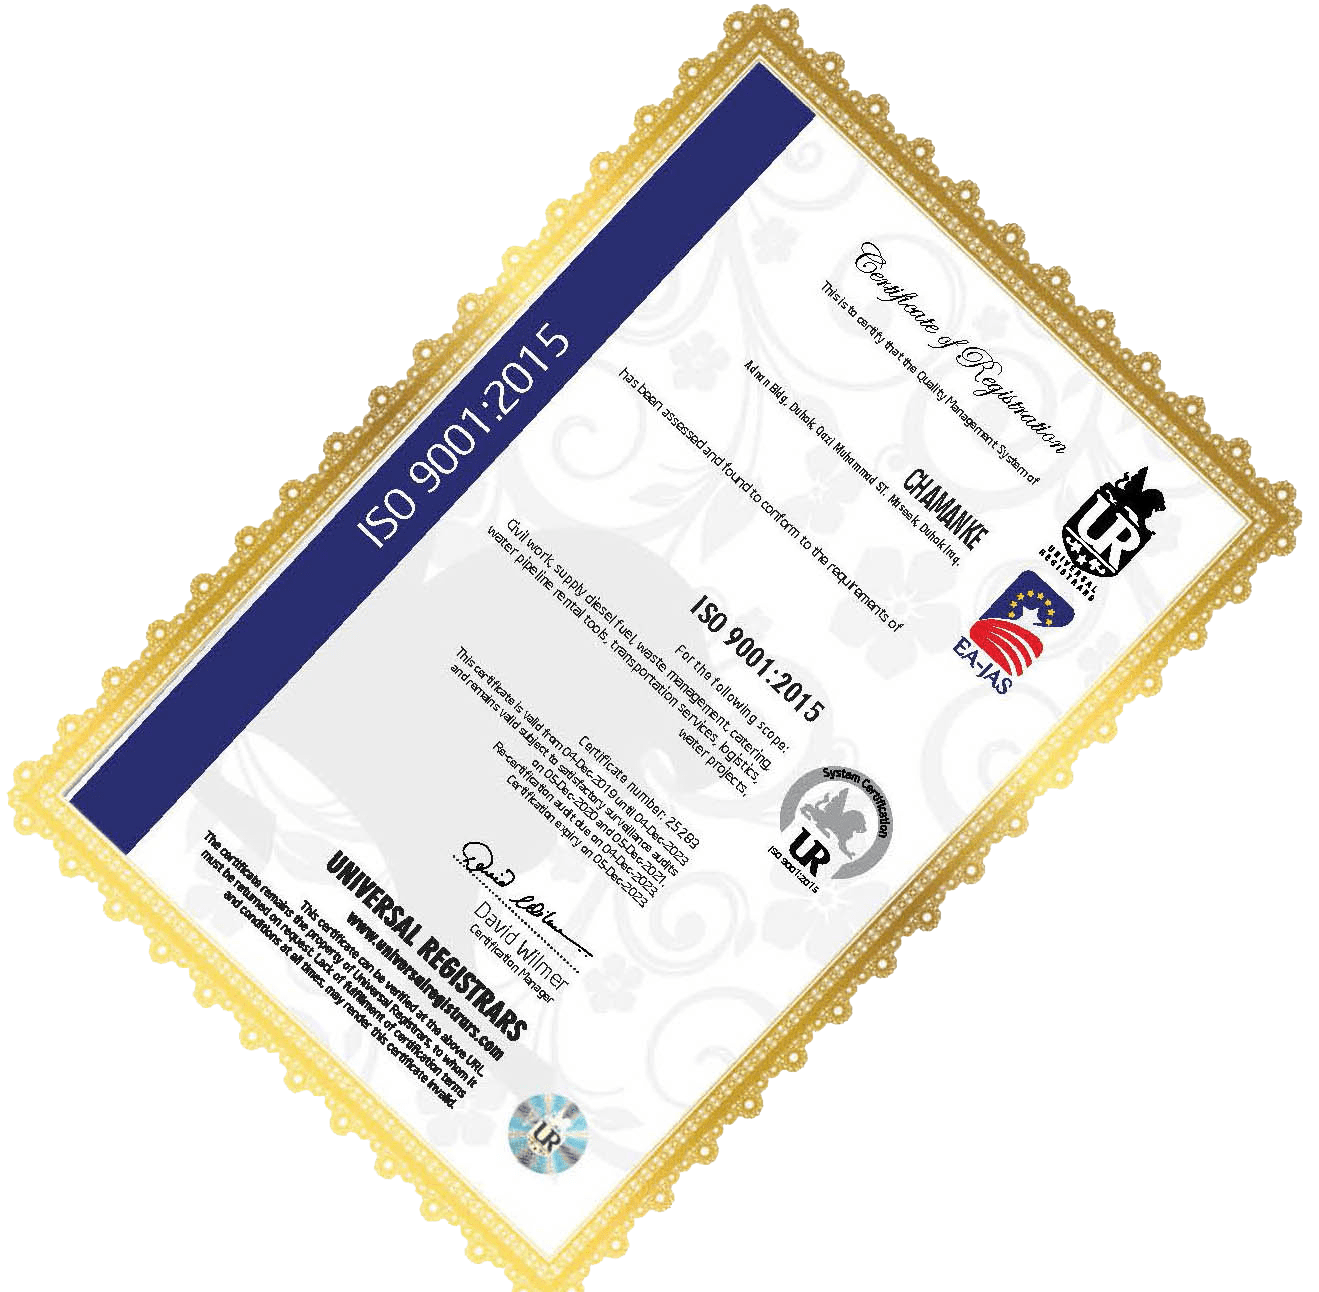 ISO 9001:2015
Certificate of Registration
This is to certify that the Quality Management System of
CHAMANKE
Adnan Bldg, Duhok, Qazi Muhammad ST, Maseek, Duhok Iraq.
has been assessed and found to conform to the requirements of
ISO 9001:2015
For the following scope:
Civil work, supply diesel fuel, waste management, catering,
water pipeline rental tools, transportation services, logistics,
water projects,
Certificate number: 25283
This certificate is valid from 04-Dec-2019 until 04-Dec-2023
and remains valid subject to satisfactory surveillance audits
on 05-Dec-2020 and 05-Dec-2021.
Re-certification audit due on 04-Dec-2023.
Certification expiry on 05-Dec-2023.
David Wilmer
Certification Manager
UNIVERSAL REGISTRARS
www.universalregistrars.com
This certificate can be verified at the above URL.
The certificate remains the property of Universal Registrars, to whom it
must be returned on request. Lack of fulfillment of certification terms
and conditions at all times, may render this certificate invalid.
UR
UNIVERSAL
REGISTRARS
EA-JAS
System Certification
UR
ISO 9001:2015
UR